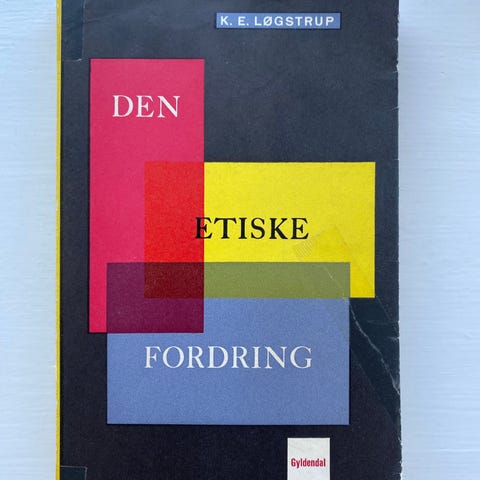 K. E. LØGSTRUP
DEN
ETISKE
FORDRING
Gyldendal